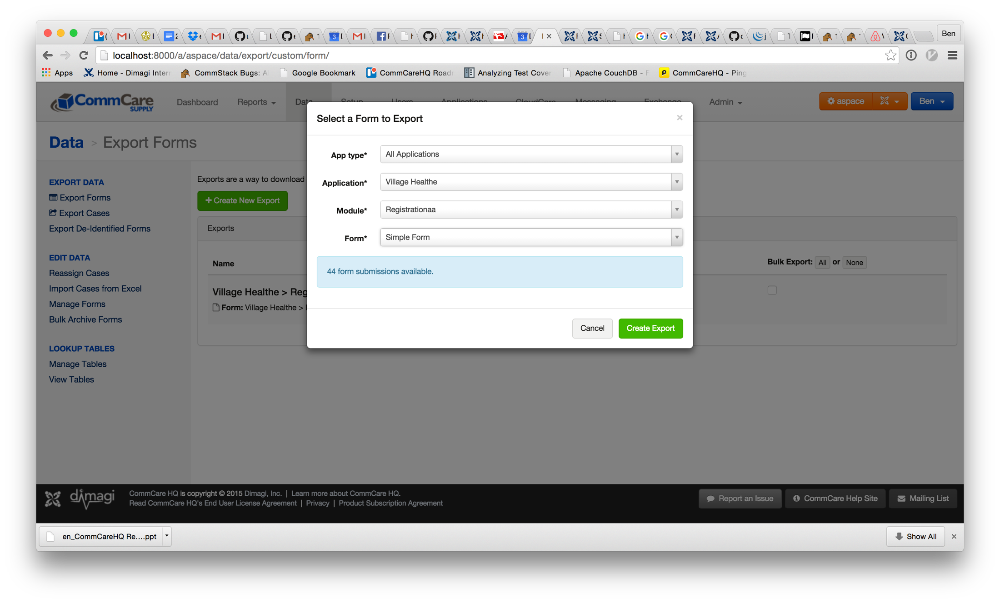 Ben
localhost:8000/a/aspace/data/export/custom/form/
Apps
Home - Dimagi Intern
CommStack Bugs: A
Google Bookmark
CommCareHQ Roadr
Analyzing Test Cover
Apache CouchDB - F
CommCareHQ - Ping
CommCare
SUPPLY
Dashboard
Reports
Data
Setup
Users
Applications
CloudCare
Messaging
Exchange
Admin
aspace
Ben
Data > Export Forms
EXPORT DATA
Export Forms
Export Cases
Export De-Identified Forms
EDIT DATA
Reassign Cases
Import Cases from Excel
Manage Forms
Bulk Archive Forms
LOOKUP TABLES
Manage Tables
View Tables
Exports are a way to download
Create New Export
Exports
Name
Bulk Export: All or None
Village Healthe > Reg
Form: Village Healthe >
Select a Form to Export
×
App type*
All Applications
Application*
Village Healthe
Module*
Registrationaa
Form*
Simple Form
44 form submissions available.
Cancel
Create Export
dimagi
CommCare HQ is copyright © 2015 Dimagi, Inc. | Learn more about CommCare HQ.
Read CommCare HQ's End User License Agreement | Privacy | Product Subscription Agreement
Report an Issue
CommCare Help Site
Mailing List
en_CommCareHQ Re....ppt
Show All